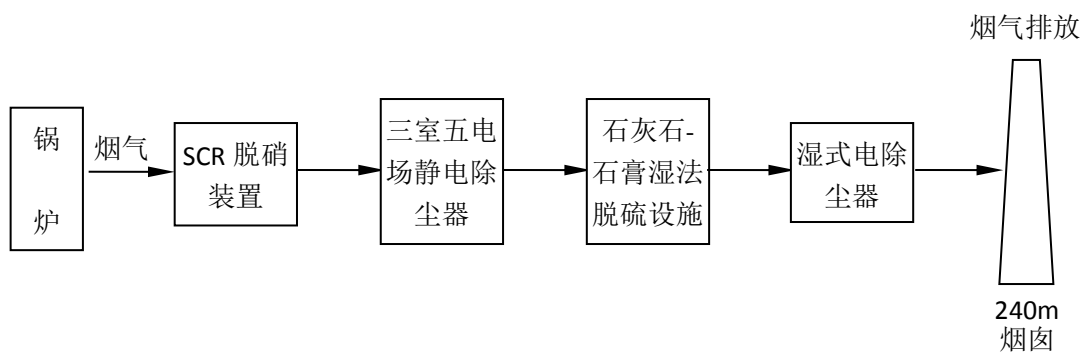 烟气排放
锅
炉
烟气
SCR 脱硝
装置
三室五电
场静电除
尘器
石灰石-
石膏湿法
脱硫设施
湿式电除
尘器
240m
烟囱